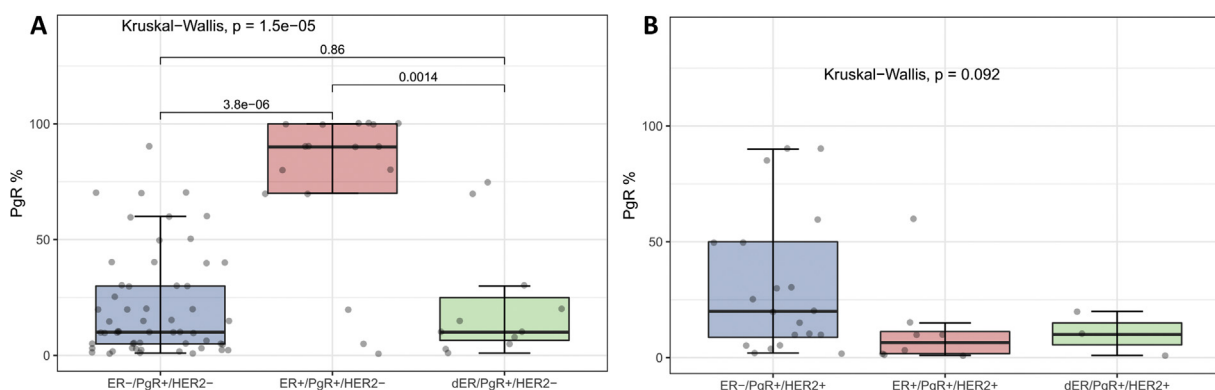 A
Kruskal−Wallis, p = 1.5e−05
0.86
0.0014
3.8e−06
100
50
0
PgR %
ER−/PgR+/HER2−
ER+/PgR+/HER2−
dER/PgR+/HER2−
B
Kruskal−Wallis, p = 0.092
100
50
0
PgR %
ER−/PgR+/HER2+
ER+/PgR+/HER2+
dER/PgR+/HER2+